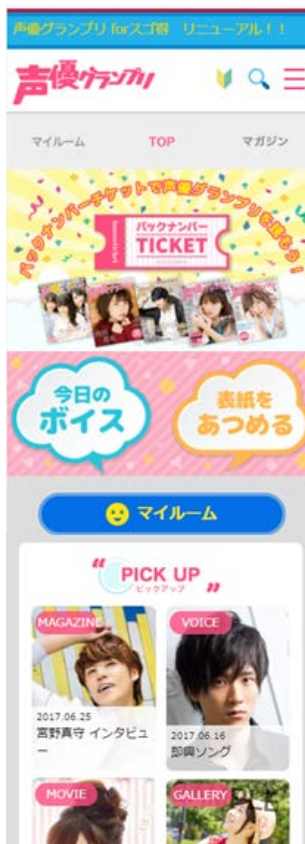 声優グランプリ forスゴ得　リニューアル！！
声優グランプリ
マイルーム
TOP
マガジン
バックナンバーチケットで声優グランプリを読もう！
バックナンバー
TICKET
今日の
ボイス
表紙を
あつめる
マイルーム
PICK UP
ピックアップ
MAGAZINE
2017.06.25
宮野真守 インタビュ
ー
VOICE
2017.06.16
即興ソング
MOVIE
GALLERY